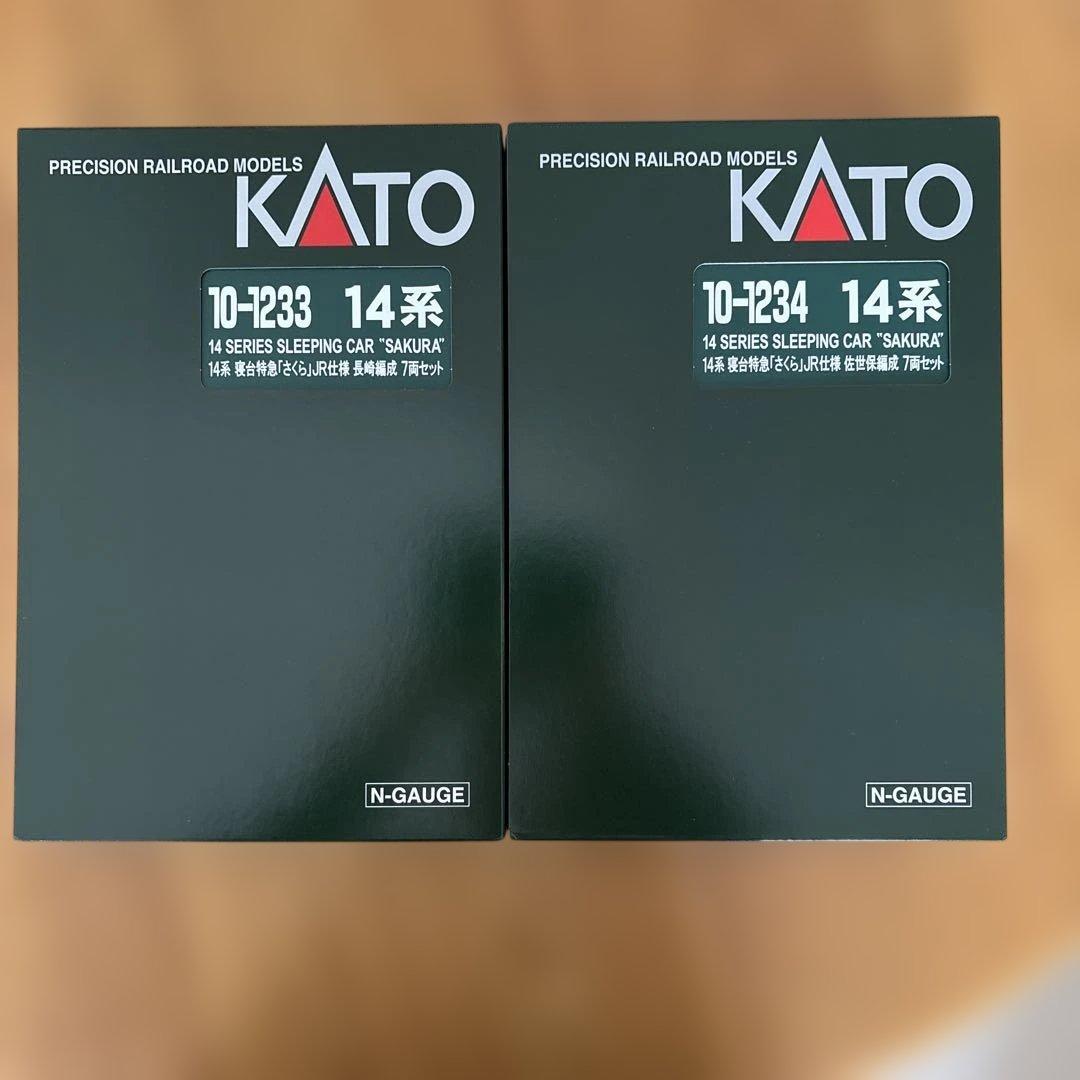 PRECISION RAILROAD MODELS
KATO
10-1233 14系
14 SERIES SLEEPING CAR "SAKURA"
14系 寝台特急「さくら」JR仕様 長崎編成 7両セット
N-GAUGE
PRECISION RAILROAD MODELS
KATO
10-1234 14系
14 SERIES SLEEPING CAR "SAKURA"
14系 寝台特急「さくら」JR仕様 佐世保編成 7両セット
N-GAUGE